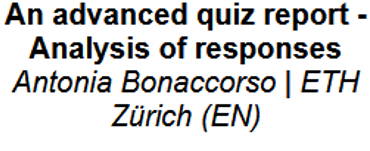 An advanced quiz report -
Analysis of responses
Antonia Bonaccorso | ETH
Zürich (EN)